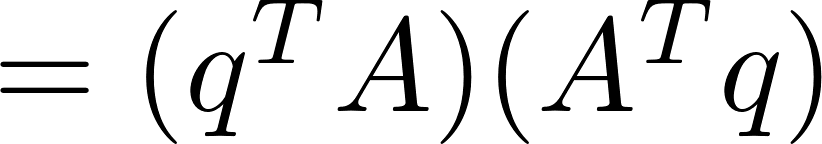 = (q^T A)(A^T q)